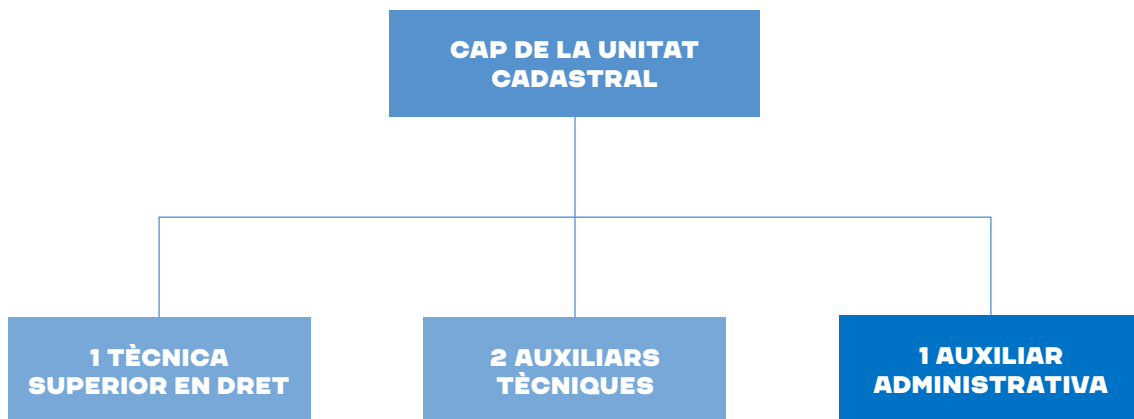 CAP DE LA UNITAT
CADASTRAL
1 TÈCNICA
SUPERIOR EN DRET
2 AUXILIARS
TÈCNIQUES
1 AUXILIAR
ADMINISTRATIVA